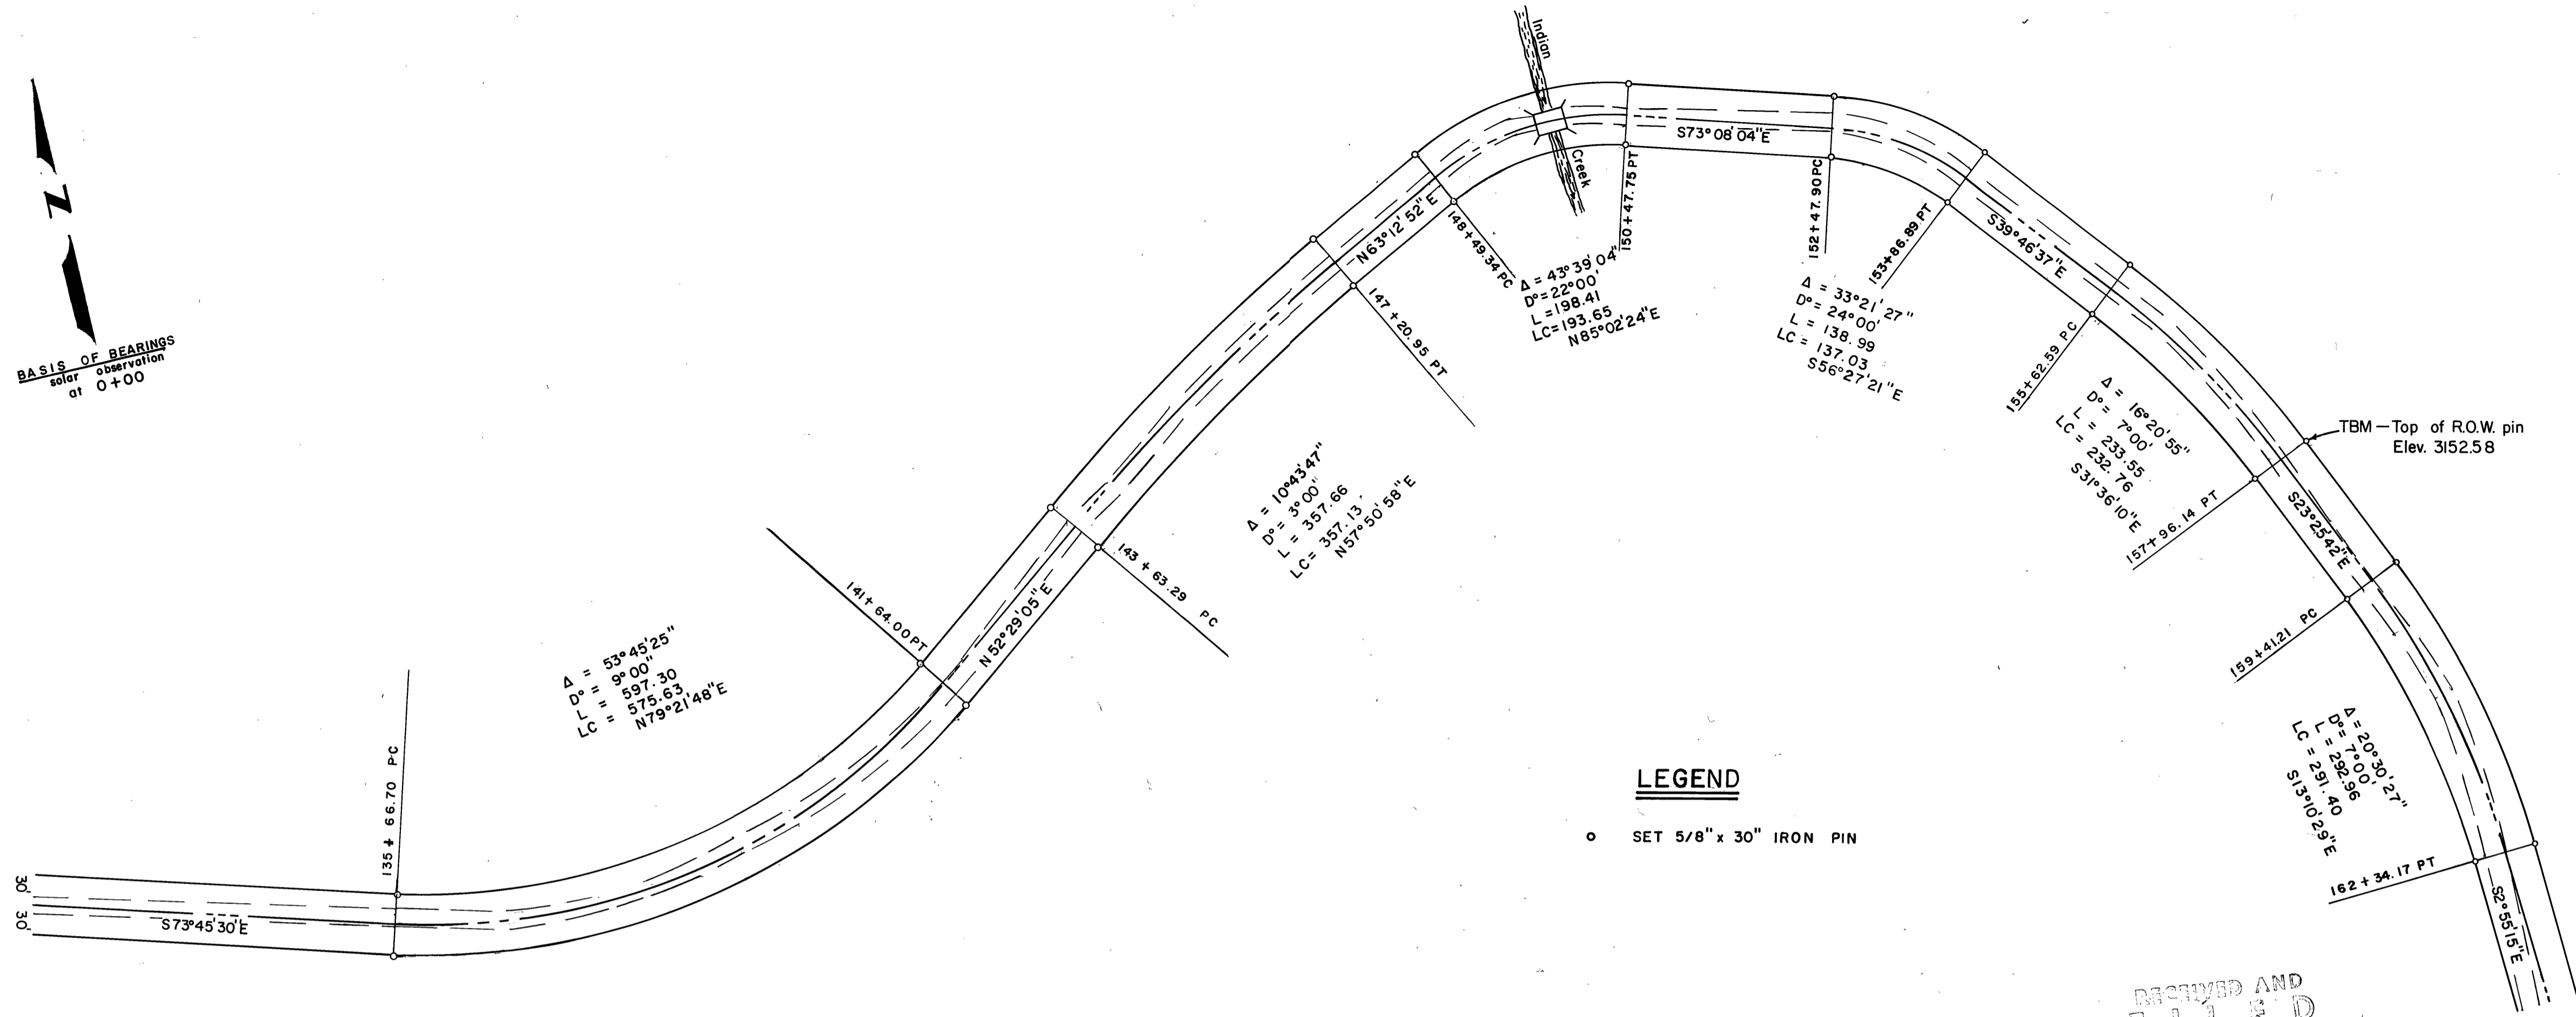 N
BASIS OF BEARINGS
solar observation
at 0+00
30'
30'
S73°45'30"E
135+66.70 PC
Δ = 53°45'25"
D° = 9°00"
L = 597.30
LC = 575.63
N79°21'48"E
141+64.00 PT
N52°29'05"E
143+63.29 PC
Δ = 10°43'47"
D° = 3°00"
L = 357.66
LC = 357.13
N57°50'58"E
147+20.95 PT
N63°12'52"E
148+49.34 PC
Indian
Creek
Δ = 43°39'04"
D° = 22°00'
L = 198.41
LC = 193.65
N85°02'24"E
150+47.75 PT
S73°08'04"E
152+47.90 PC
Δ = 33°21'27"
D° = 24°00'
L = 138.99
LC = 137.03
S56°27'21"E
153+86.89 PT
S39°46'37"E
155+62.59 PC
Δ = 16°20'55"
D° = 7°00'
L = 233.55
LC = 232.76
S31°36'10"E
TBM—Top of R.O.W. pin
Elev. 3152.58
157+96.14 PT
S23°25'42"E
159+41.21 PC
Δ = 20°30'27"
D° = 7°00'
L = 292.96
LC = 291.40
S13°10'29"E
162+34.17 PT
S2°55'15"E
LEGEND
o SET 5/8" x 30" IRON PIN
RECEIVED AND
FILED